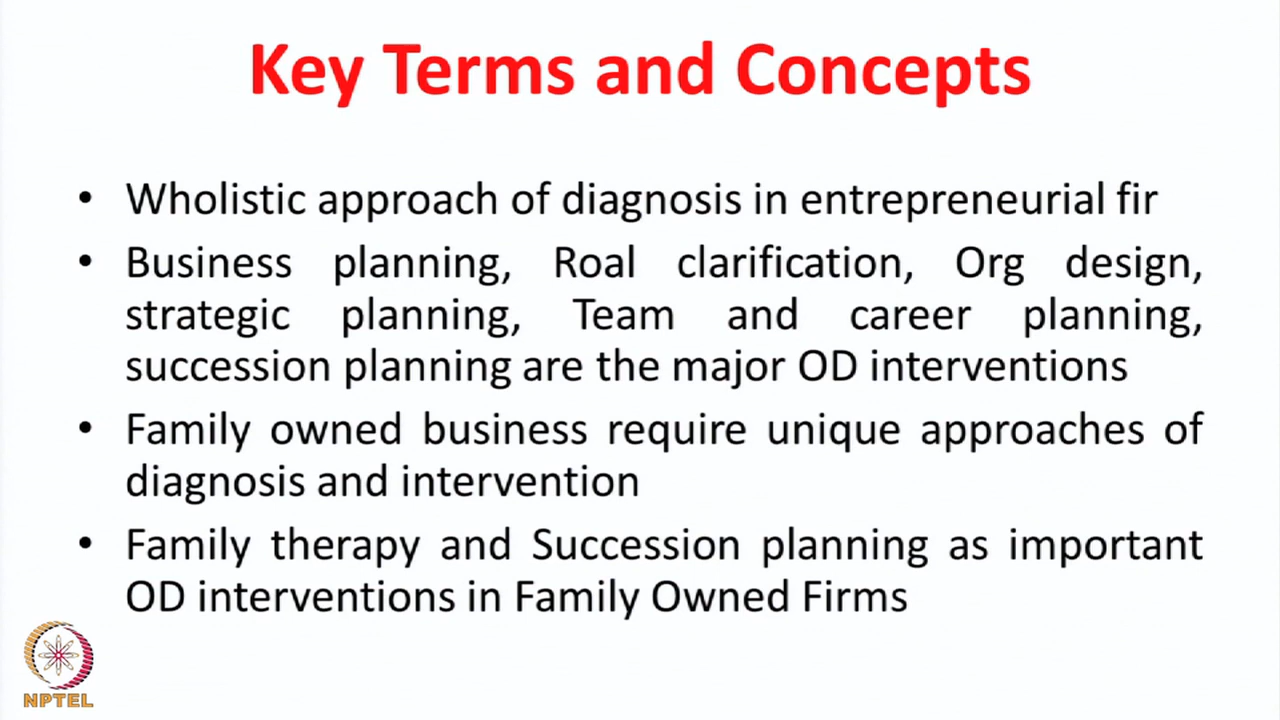 Key Terms and Concepts
• Wholistic approach of diagnosis in entrepreneurial fir
• Business planning, Roal clarification, Org design,
strategic planning, Team and career planning,
succession planning are the major OD interventions
• Family owned business require unique approaches of
diagnosis and intervention
• Family therapy and Succession planning as important
OD interventions in Family Owned Firms
NPTEL